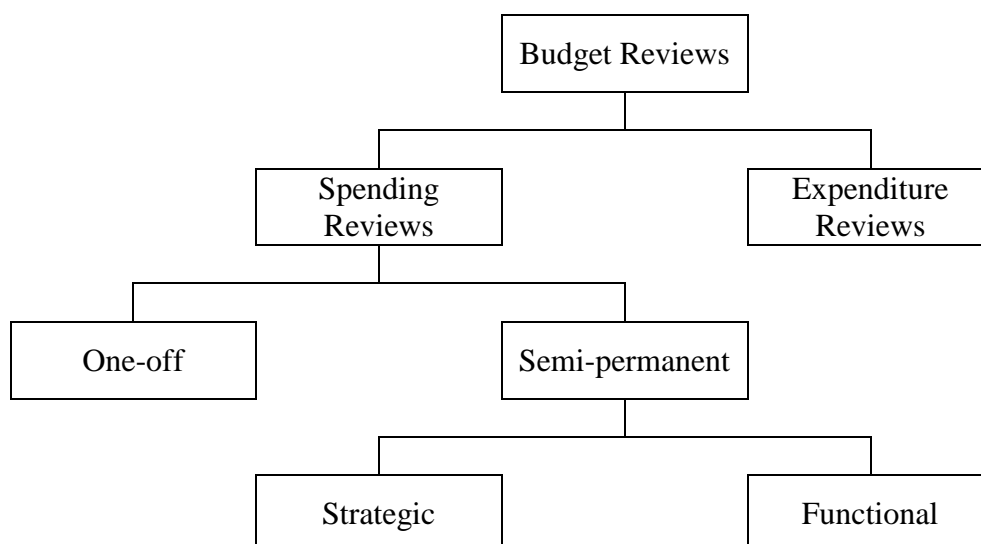 Budget Reviews
Spending
Reviews
Expenditure
Reviews
One-off
Semi-permanent
Strategic
Functional